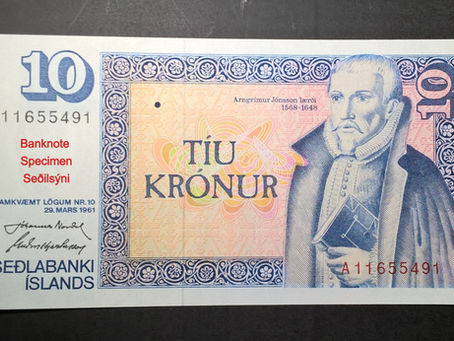 10
11655491
Banknote
Specimen
Seðilsýni
AMKVÆMT LÖGUM NR. 10
29. MARS 1961
SEÐLABANKI
ÍSLANDS
Arngrímur Jónsson lærði
1568-1648
TÍU
KRÓNUR
10
A11655491